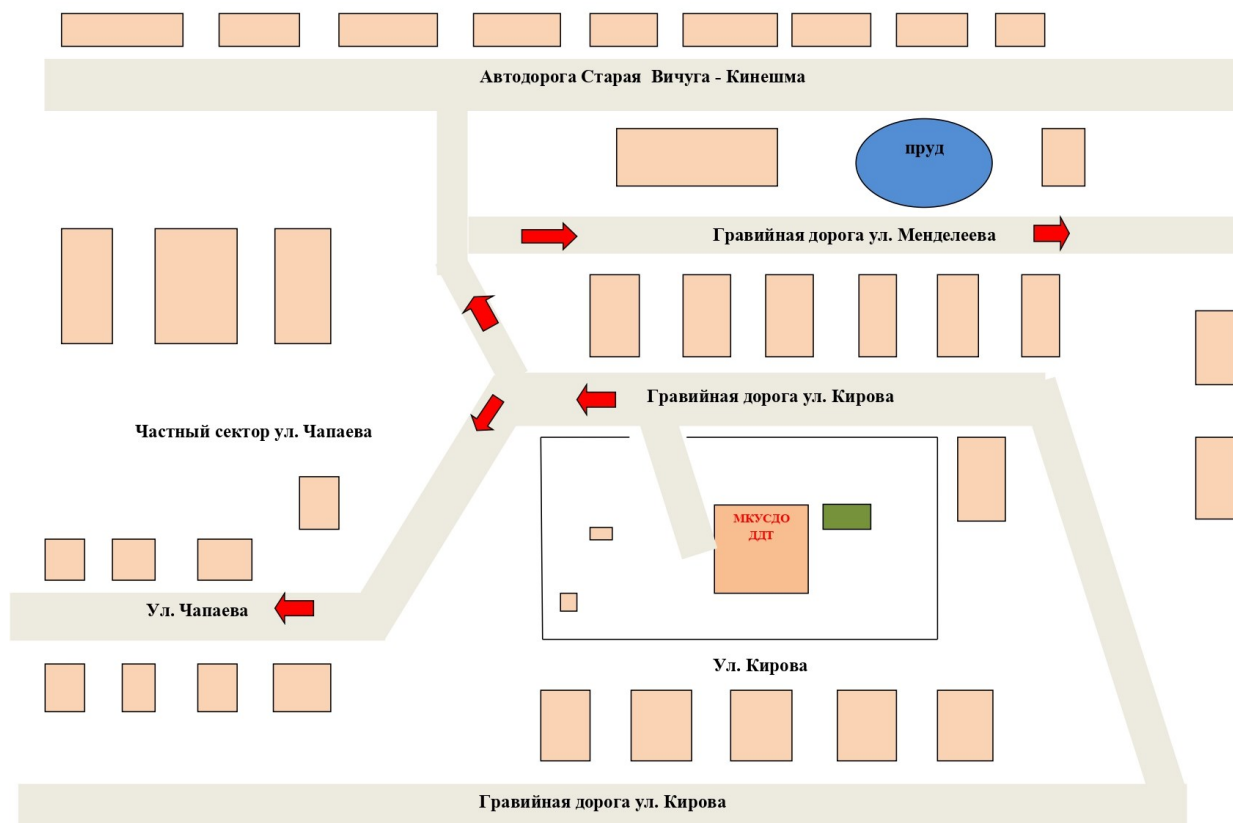 Автодорога Старая Вичуга - Кинешма
пруд
Гравийная дорога ул. Менделеева
Гравийная дорога ул. Кирова
Частный сектор ул. Чапаева
МКУСДО
ДДТ
Ул. Чапаева
Ул. Кирова
Гравийная дорога ул. Кирова